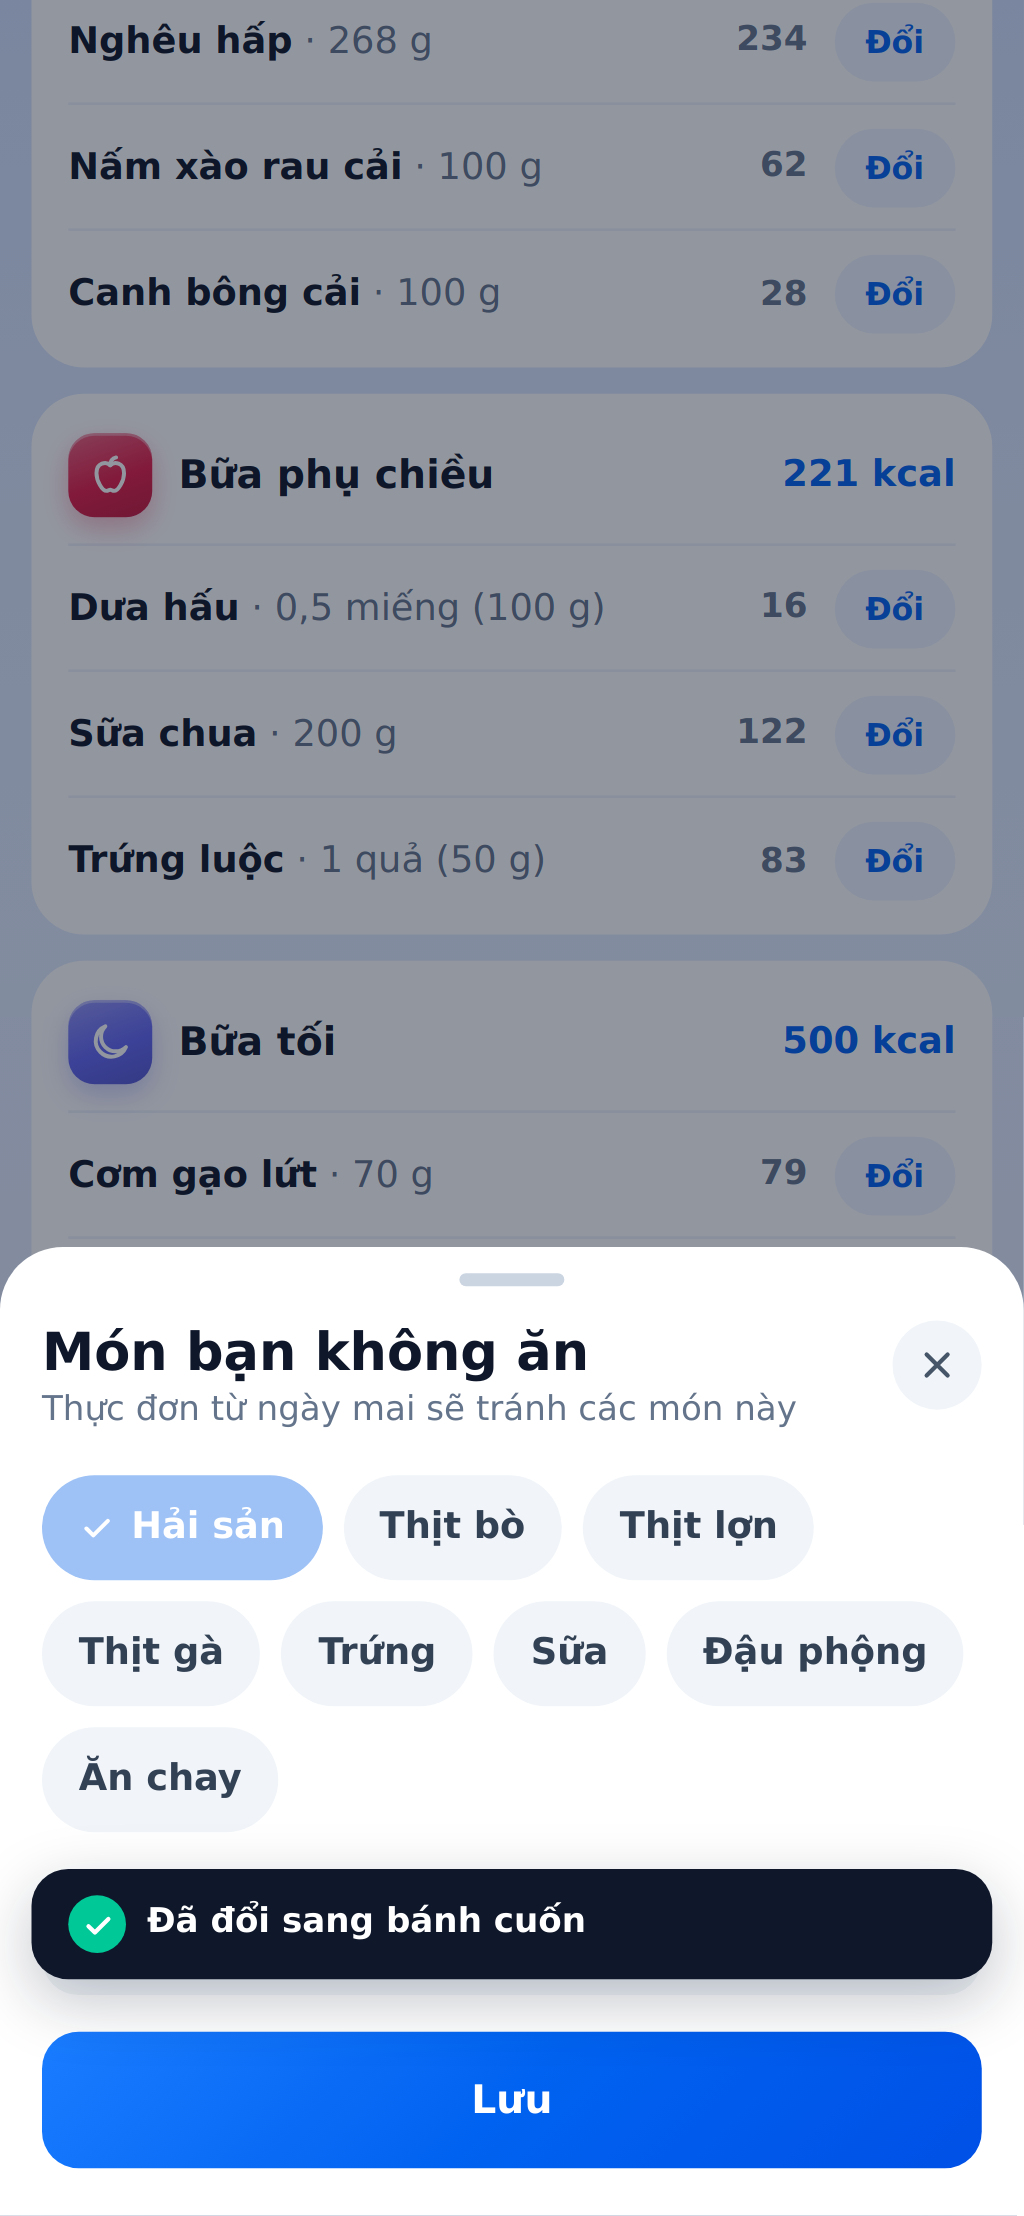 Nghêu hấp · 268 g 234 Đổi
Nấm xào rau cải · 100 g 62 Đổi
Canh bông cải · 100 g 28 Đổi
Bữa phụ chiều 221 kcal
Dưa hấu · 0,5 miếng (100 g) 16 Đổi
Sữa chua · 200 g 122 Đổi
Trứng luộc · 1 quả (50 g) 83 Đổi
Bữa tối 500 kcal
Cơm gạo lứt · 70 g 79 Đổi
Món bạn không ăn
Thực đơn từ ngày mai sẽ tránh các món này
Hải sản Thịt bò Thịt lợn
Thịt gà Trứng Sữa Đậu phộng
Ăn chay
Đã đổi sang bánh cuốn
Lưu